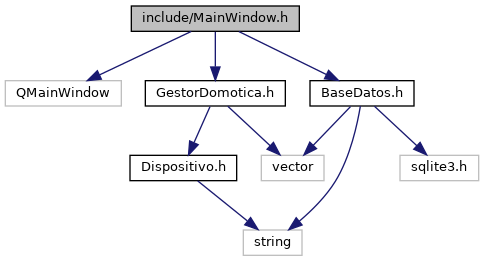 include/MainWindow.h
QMainWindow
GestorDomotica.h
BaseDatos.h
Dispositivo.h
vector
sqlite3.h
string